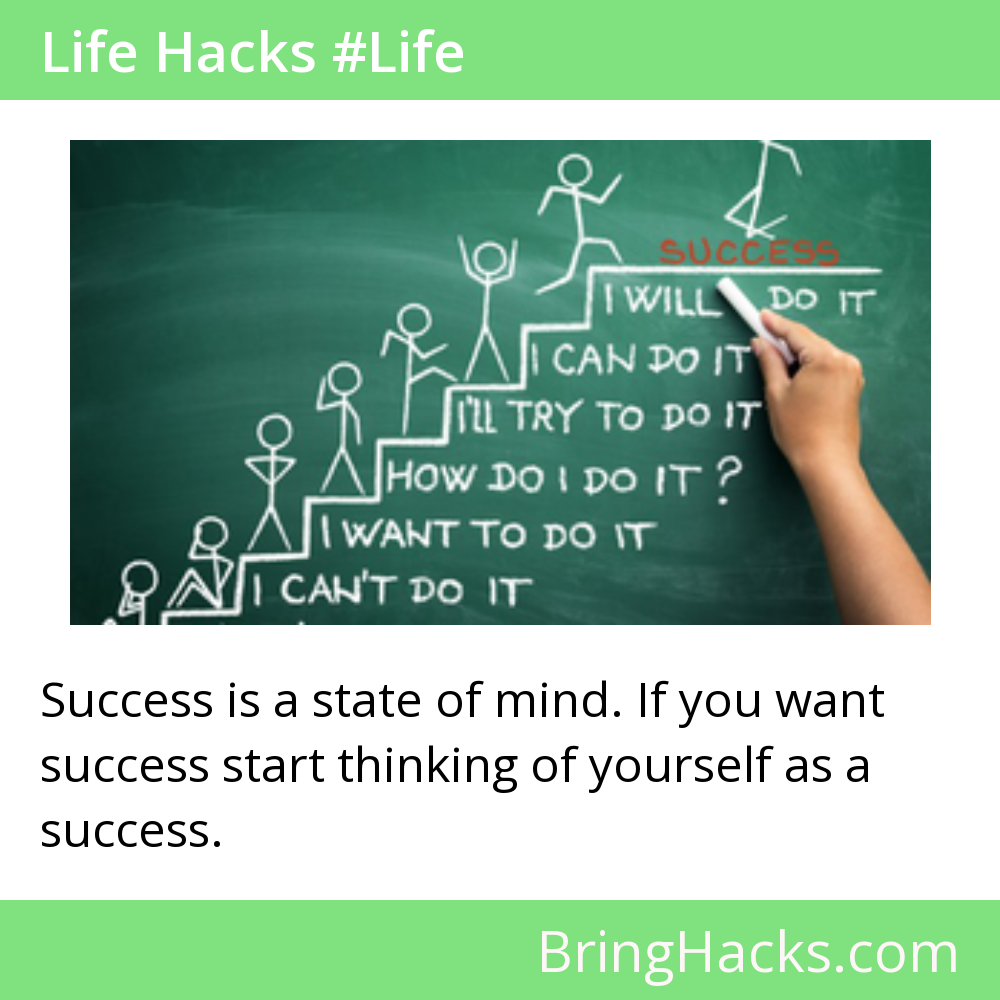 Life Hacks #Life
SUCCESS
I WILL DO IT
I CAN DO IT
I'LL TRY TO DO IT
HOW DO I DO IT ?
I WANT TO DO IT
I CAN'T DO IT
Success is a state of mind. If you want
success start thinking of yourself as a
success.
BringHacks.com